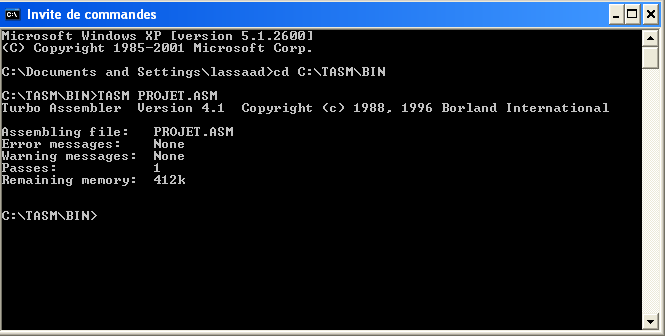 Invite de commandes
Microsoft Windows XP [version 5.1.2600]
(C) Copyright 1985-2001 Microsoft Corp.
C:\Documents and Settings\lassaad>cd C:\TASM\BIN
C:\TASM\BIN>TASM PROJET.ASM
Turbo Assembler  Version 4.1  Copyright (c) 1988, 1996 Borland International
Assembling file:   PROJET.ASM
Error messages:    None
Warning messages:  None
Passes:            1
Remaining memory:  412k
C:\TASM\BIN>